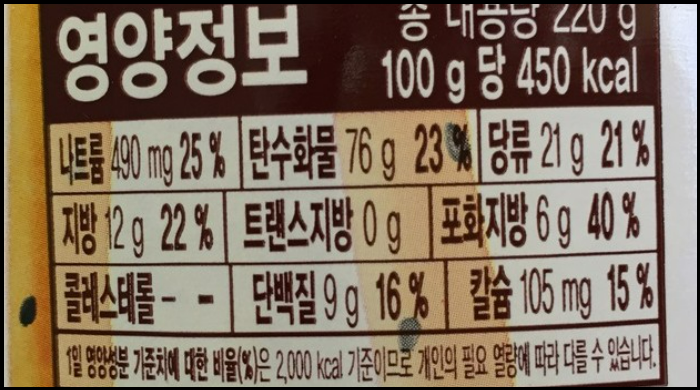 영양정보
총 내용량 220 g
100 g 당 450 kcal
나트륨 490 mg 25 % 탄수화물 76 g 23 % 당류 21 g 21 %
지방 12 g 22 % 트랜스지방 0 g 포화지방 6 g 40 %
콜레스테롤 - - 단백질 9 g 16 % 칼슘 105 mg 15 %
1일 영양성분 기준치에 대한 비율(%)은 2,000 kcal 기준이므로 개인의 필요 열량에 따라 다를 수 있습니다.